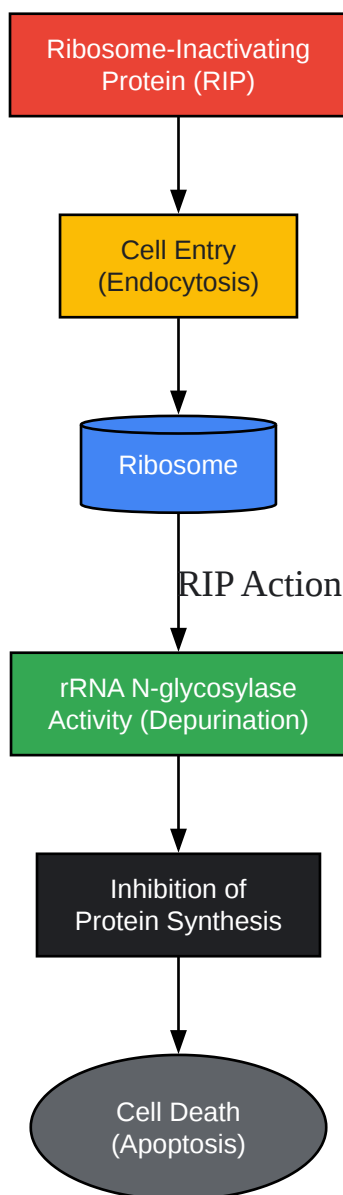 Ribosome-Inactivating
Protein (RIP)
Cell Entry
(Endocytosis)
Ribosome
RIP Action
rRNA N-glycosylase
Activity (Depurination)
Inhibition of
Protein Synthesis
Cell Death
(Apoptosis)